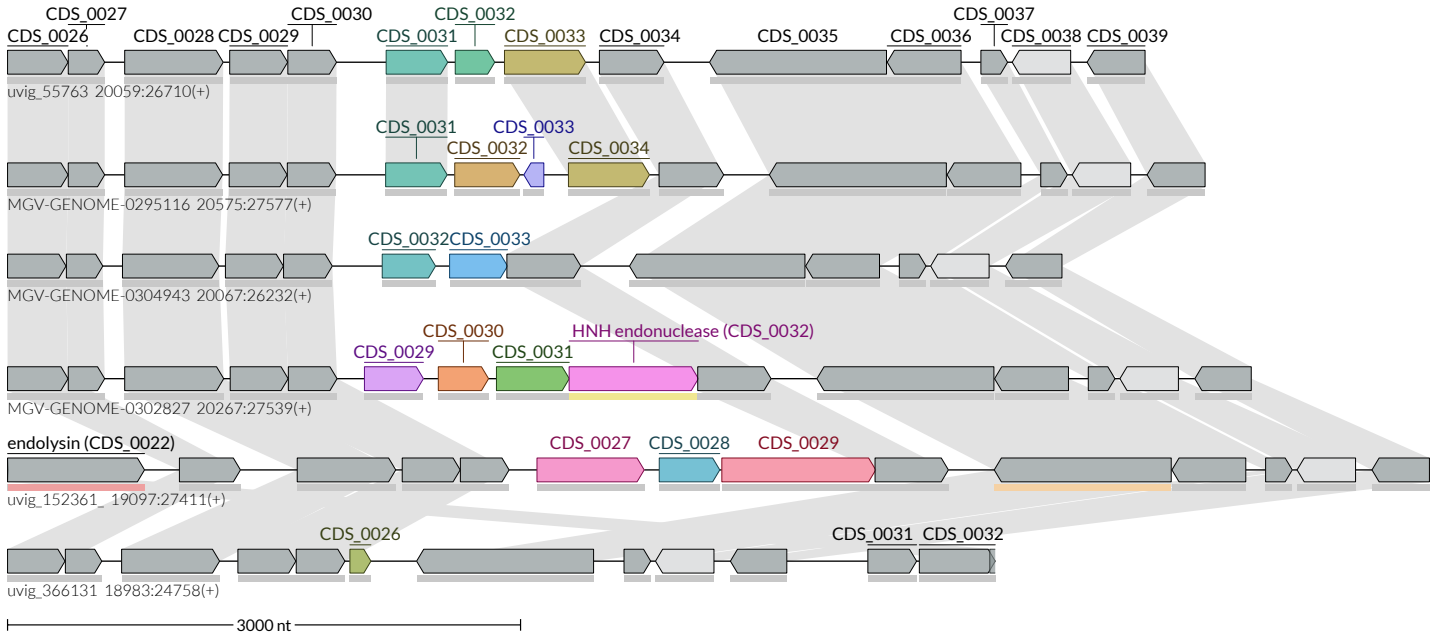 CDS_0027 CDS_0030 CDS_0032 CDS_0037
CDS_0026 CDS_0028 CDS_0029 CDS_0031 CDS_0033 CDS_0034 CDS_0035 CDS_0036 CDS_0038 CDS_0039
uvig_55763 20059:26710(+)
CDS_0031 CDS_0033
CDS_0032 CDS_0034
MGV-GENOME-0295116 20575:27577(+)
CDS_0032 CDS_0033
MGV-GENOME-0304943 20067:26232(+)
CDS_0030 HNH endonuclease (CDS_0032)
CDS_0029 CDS_0031
MGV-GENOME-0302827 20267:27539(+)
endolysin (CDS_0022) CDS_0027 CDS_0028 CDS_0029
uvig_152361_ 19097:27411(+)
CDS_0026 CDS_0031 CDS_0032
uvig_366131 18983:24758(+)
3000 nt